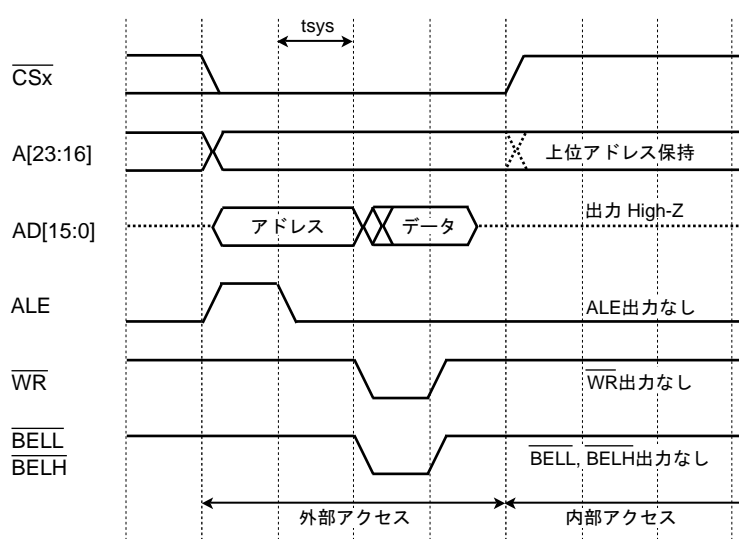 tsys
CSx
A[23:16]
上位アドレス保持
AD[15:0]
アドレス
データ
出力 High-Z
ALE
ALE出力なし
WR
WR出力なし
BELL
BELH
BELL, BELH出力なし
外部アクセス
内部アクセス